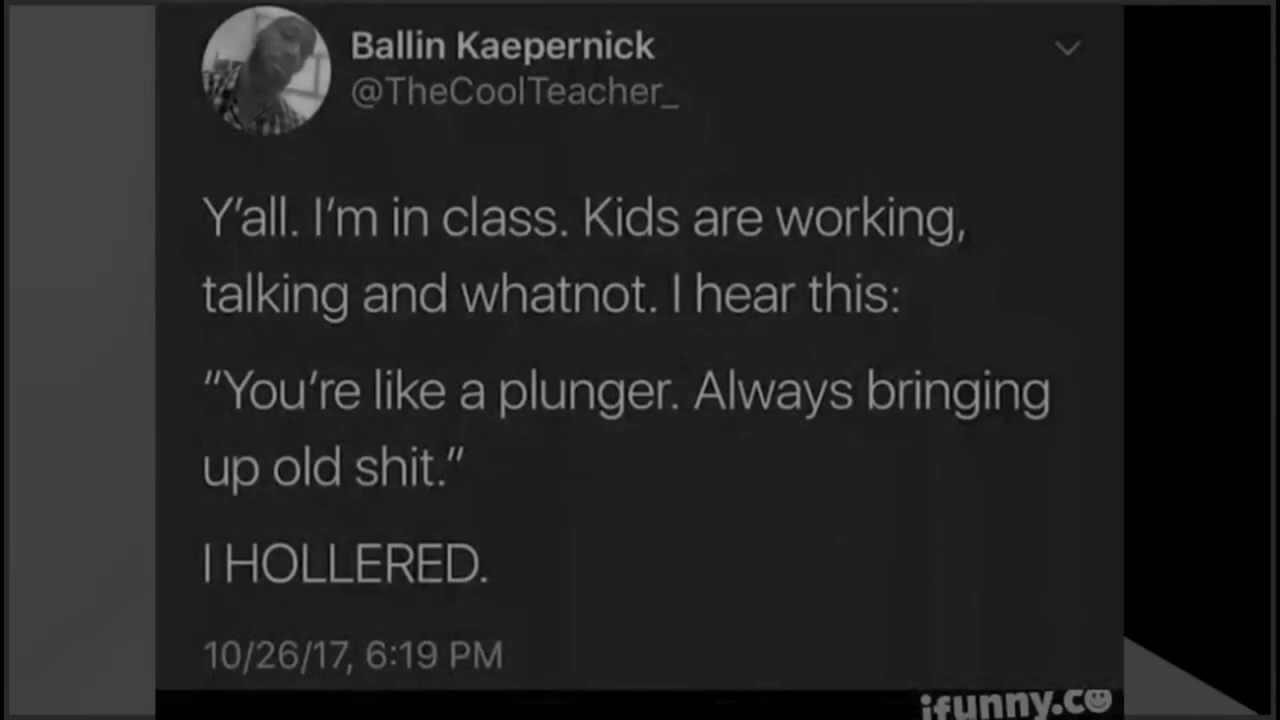 Ballin Kaepernick
@TheCoolTeacher_
Y'all. I'm in class. Kids are working,
talking and whatnot. I hear this:
"You're like a plunger. Always bringing
up old shit."
I HOLLERED.
10/26/17, 6:19 PM
ifunny.co